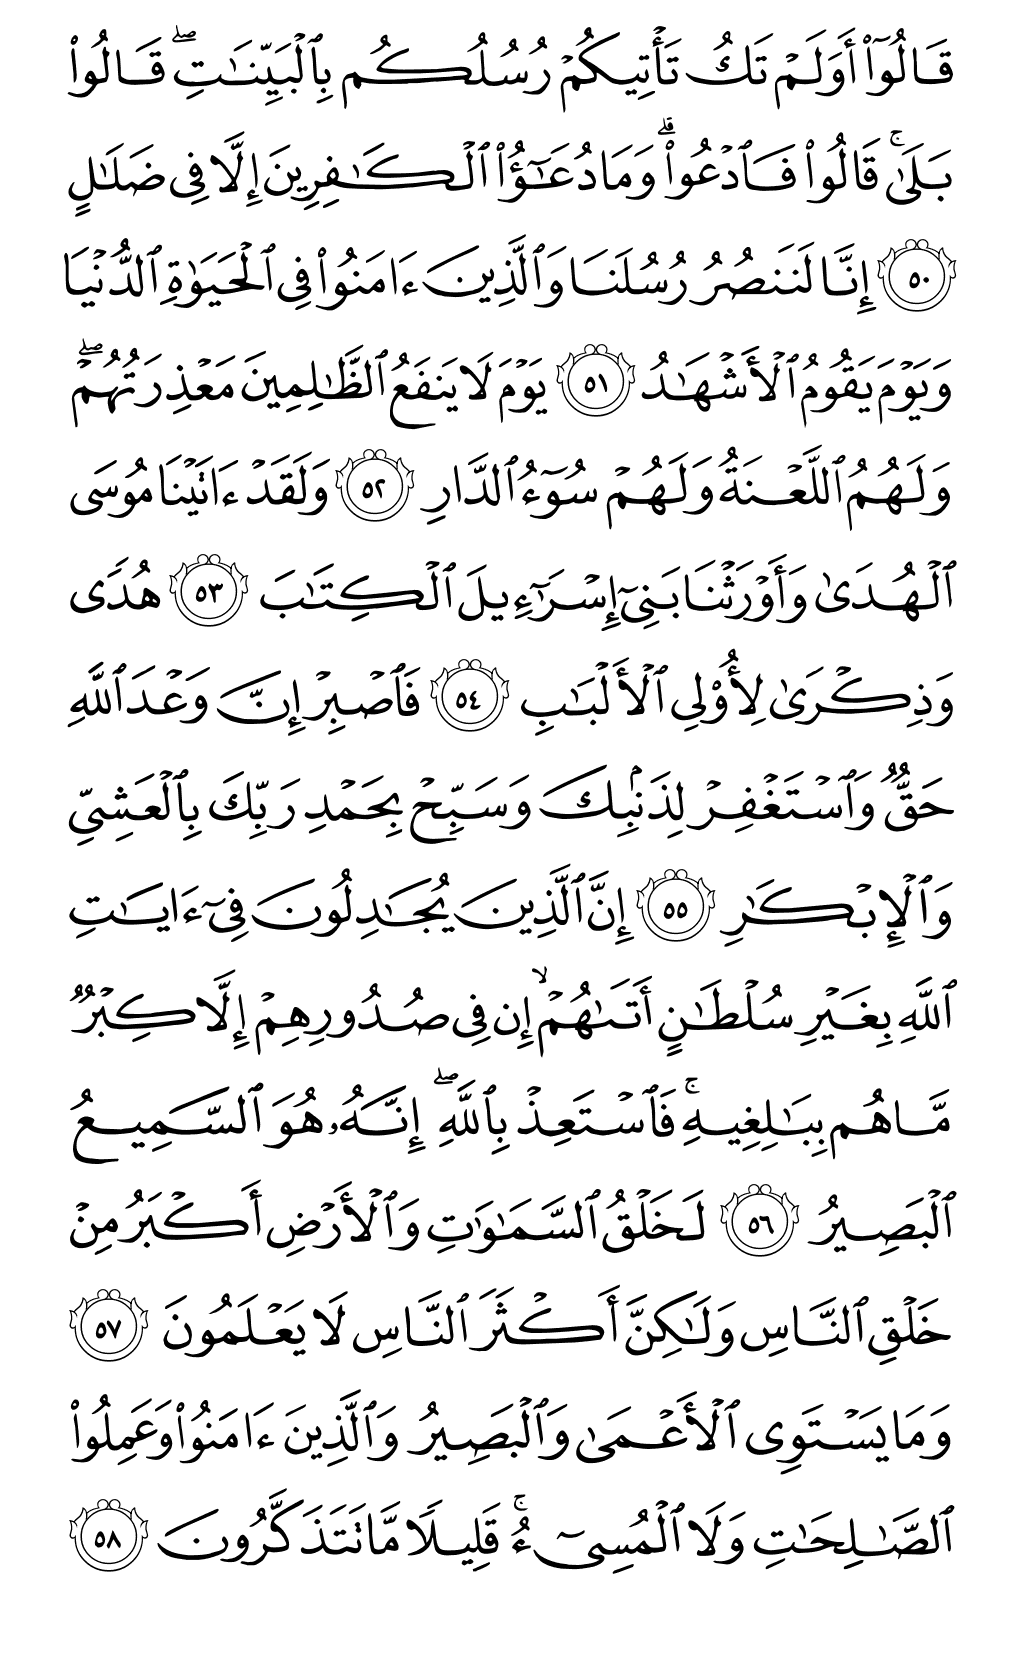 قَالُوٓا۟ أَوَلَمْ تَكُ تَأْتِيكُمْ رُسُلُكُم بِٱلْبَيِّنَـٰتِ ۖ قَالُوا۟
بَلَىٰ ۚ قَالُوا۟ فَٱدْعُوا۟ ۗ وَمَا دُعَـٰٓؤُا۟ ٱلْكَـٰفِرِينَ إِلَّا فِى ضَلَـٰلٍ
٥٠ إِنَّا لَنَنصُرُ رُسُلَنَا وَٱلَّذِينَ ءَامَنُوا۟ فِى ٱلْحَيَوٰةِ ٱلدُّنْيَا
وَيَوْمَ يَقُومُ ٱلْأَشْهَـٰدُ ٥١ يَوْمَ لَا يَنفَعُ ٱلظَّـٰلِمِينَ مَعْذِرَتُهُمْ ۖ
وَلَهُمُ ٱللَّعْنَةُ وَلَهُمْ سُوٓءُ ٱلدَّارِ ٥٢ وَلَقَدْ ءَاتَيْنَا مُوسَى
ٱلْهُدَىٰ وَأَوْرَثْنَا بَنِىٓ إِسْرَٰٓءِيلَ ٱلْكِتَـٰبَ ٥٣ هُدًى
وَذِكْرَىٰ لِأُو۟لِى ٱلْأَلْبَـٰبِ ٥٤ فَٱصْبِرْ إِنَّ وَعْدَ ٱللَّهِ
حَقٌّ وَٱسْتَغْفِرْ لِذَنۢبِكَ وَسَبِّحْ بِحَمْدِ رَبِّكَ بِٱلْعَشِىِّ
وَٱلْإِبْكَـٰرِ ٥٥ إِنَّ ٱلَّذِينَ يُجَـٰدِلُونَ فِىٓ ءَايَـٰتِ
ٱللَّهِ بِغَيْرِ سُلْطَـٰنٍ أَتَىٰهُمْ ۙ إِن فِى صُدُورِهِمْ إِلَّا كِبْرٌ
مَّا هُم بِبَـٰلِغِيهِ ۚ فَٱسْتَعِذْ بِٱللَّهِ ۖ إِنَّهُۥ هُوَ ٱلسَّمِيعُ
ٱلْبَصِيرُ ٥٦ لَخَلْقُ ٱلسَّمَـٰوَٰتِ وَٱلْأَرْضِ أَكْبَرُ مِنْ
خَلْقِ ٱلنَّاسِ وَلَـٰكِنَّ أَكْثَرَ ٱلنَّاسِ لَا يَعْلَمُونَ ٥٧
وَمَا يَسْتَوِى ٱلْأَعْمَىٰ وَٱلْبَصِيرُ وَٱلَّذِينَ ءَامَنُوا۟ وَعَمِلُوا۟
ٱلصَّـٰلِحَـٰتِ وَلَا ٱلْمُسِىٓءُ ۚ قَلِيلًا مَّا تَتَذَكَّرُونَ ٥٨